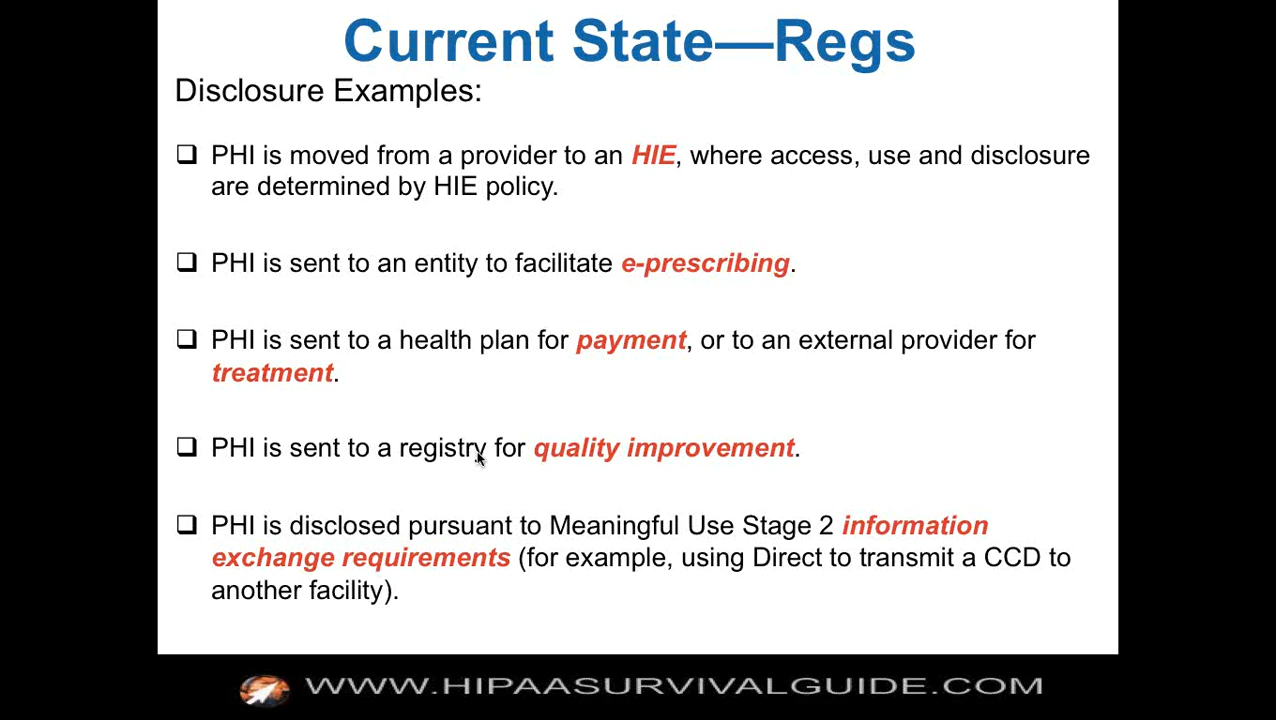 Current State—Regs
Disclosure Examples:
❑ PHI is moved from a provider to an HIE, where access, use and disclosure
are determined by HIE policy.
❑ PHI is sent to an entity to facilitate e-prescribing.
❑ PHI is sent to a health plan for payment, or to an external provider for
treatment.
❑ PHI is sent to a registry for quality improvement.
❑ PHI is disclosed pursuant to Meaningful Use Stage 2 information
exchange requirements (for example, using Direct to transmit a CCD to
another facility).
WWW.HIPAASURVIVALGUIDE.COM